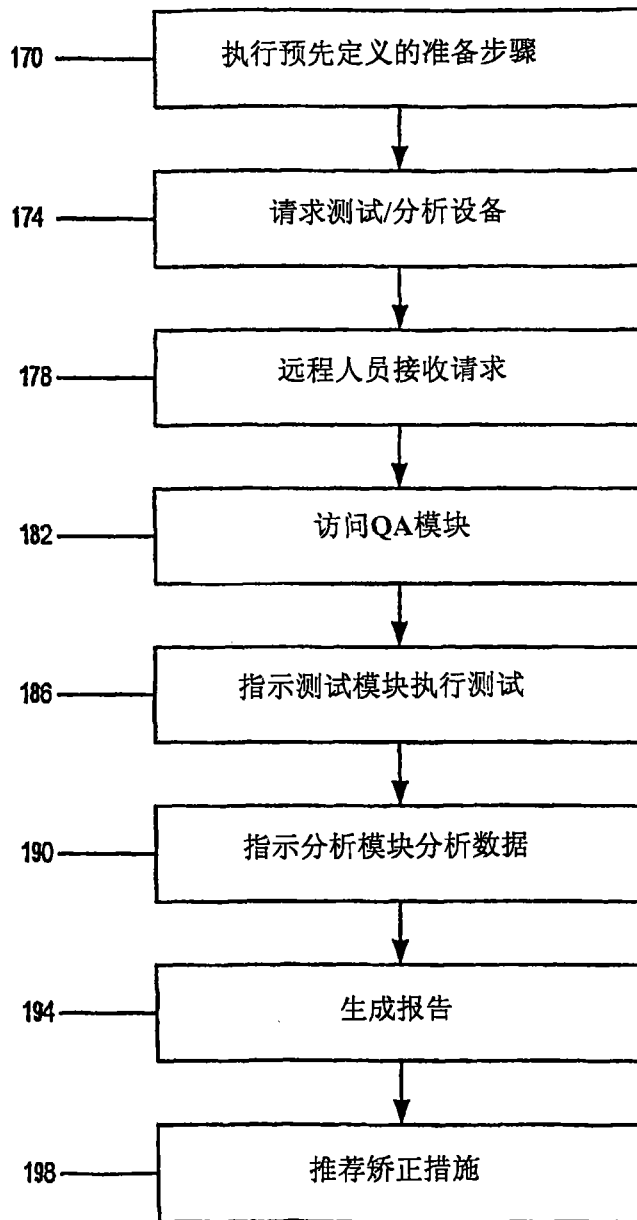 170 执行预先定义的准备步骤
174 请求测试/分析设备
178 远程人员接收请求
182 访问QA模块
186 指示测试模块执行测试
190 指示分析模块分析数据
194 生成报告
198 推荐矫正措施